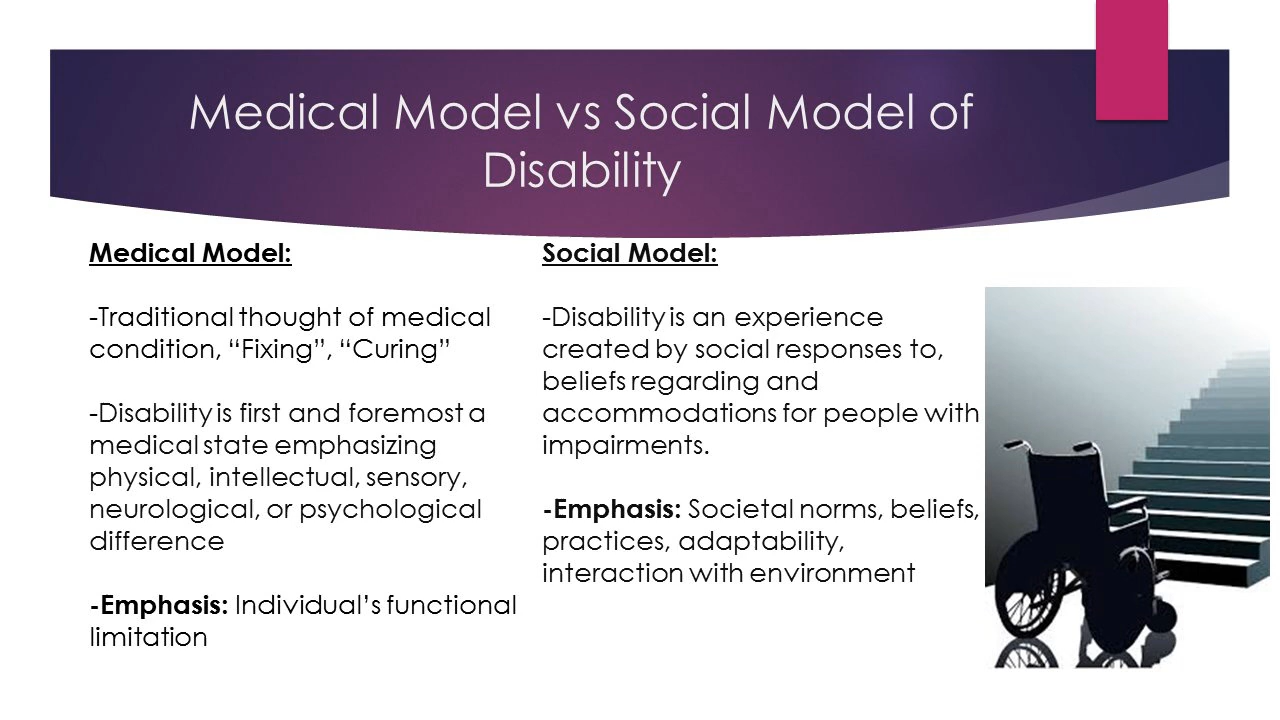 Medical Model vs Social Model of
Disability
Medical Model:
-Traditional thought of medical
condition, “Fixing”, “Curing”
-Disability is first and foremost a
medical state emphasizing
physical, intellectual, sensory,
neurological, or psychological
difference
-Emphasis: Individual’s functional
limitation
Social Model:
-Disability is an experience
created by social responses to,
beliefs regarding and
accommodations for people with
impairments.
-Emphasis: Societal norms, beliefs,
practices, adaptability,
interaction with environment